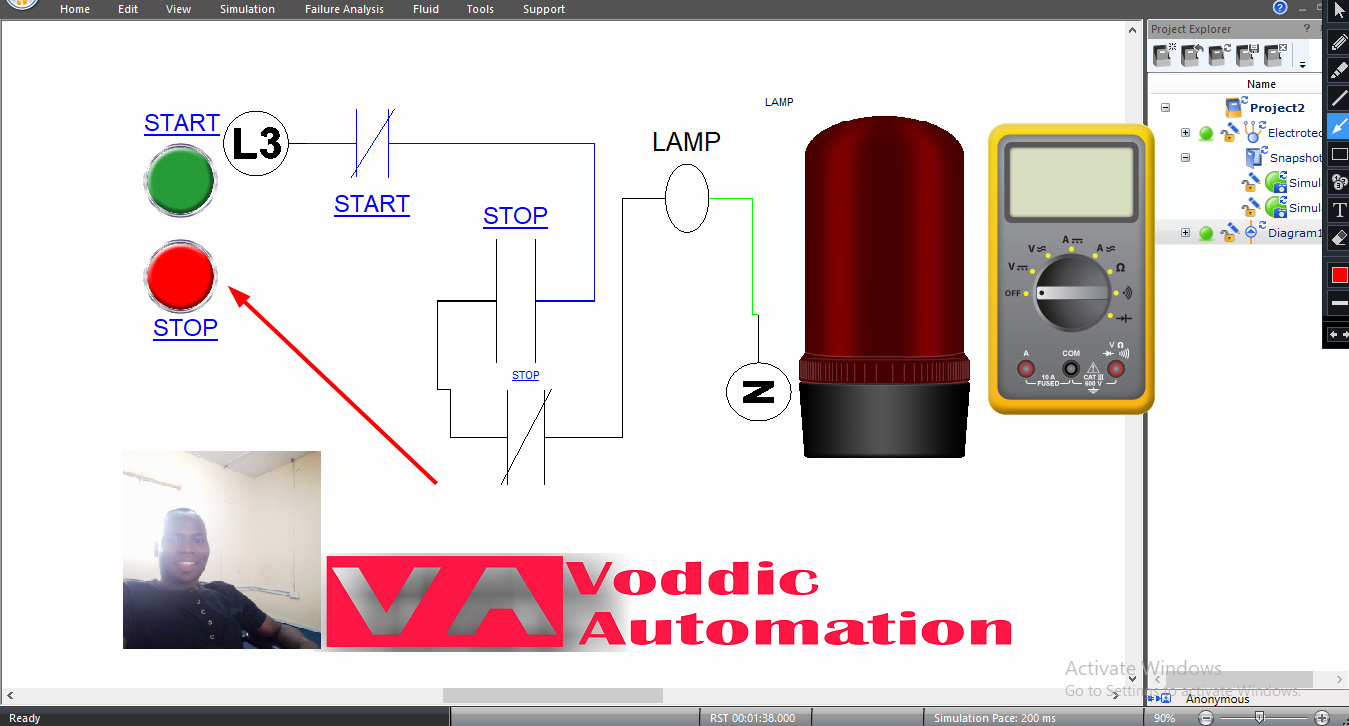 Home Edit View Simulation Failure Analysis Fluid Tools Support
?
Project Explorer ?
Name
Project2
Electrotec
Snapshot
Simul
Simul
Diagram1
T
START
L3
START
STOP
STOP
STOP
LAMP
LAMP
N
V≂ A⎓ A≂
V⎓ Ω
OFF
A COM V Ω
10 A FUSED
CAT III 600 V
VA Voddic
Automation
Activate Windows
Go to Settings to activate Windows.
Anonymous
Ready RST 00:01:38.000 Simulation Pace: 200 ms 90%